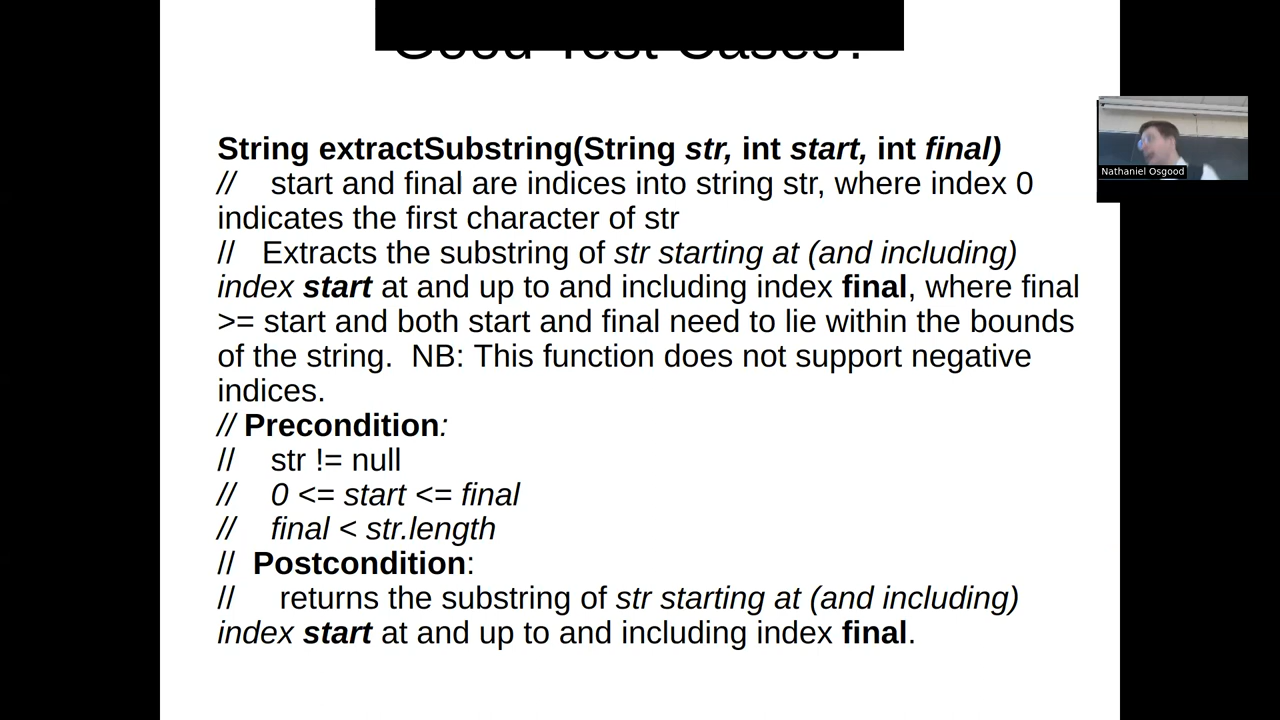 Good Test Cases?
String extractSubstring(String str, int start, int final)
// start and final are indices into string str, where index 0
indicates the first character of str
// Extracts the substring of str starting at (and including)
index start at and up to and including index final, where final
>= start and both start and final need to lie within the bounds
of the string. NB: This function does not support negative
indices.
// Precondition:
// str != null
// 0 <= start <= final
// final < str.length
// Postcondition:
// returns the substring of str starting at (and including)
index start at and up to and including index final.
Nathaniel Osgood